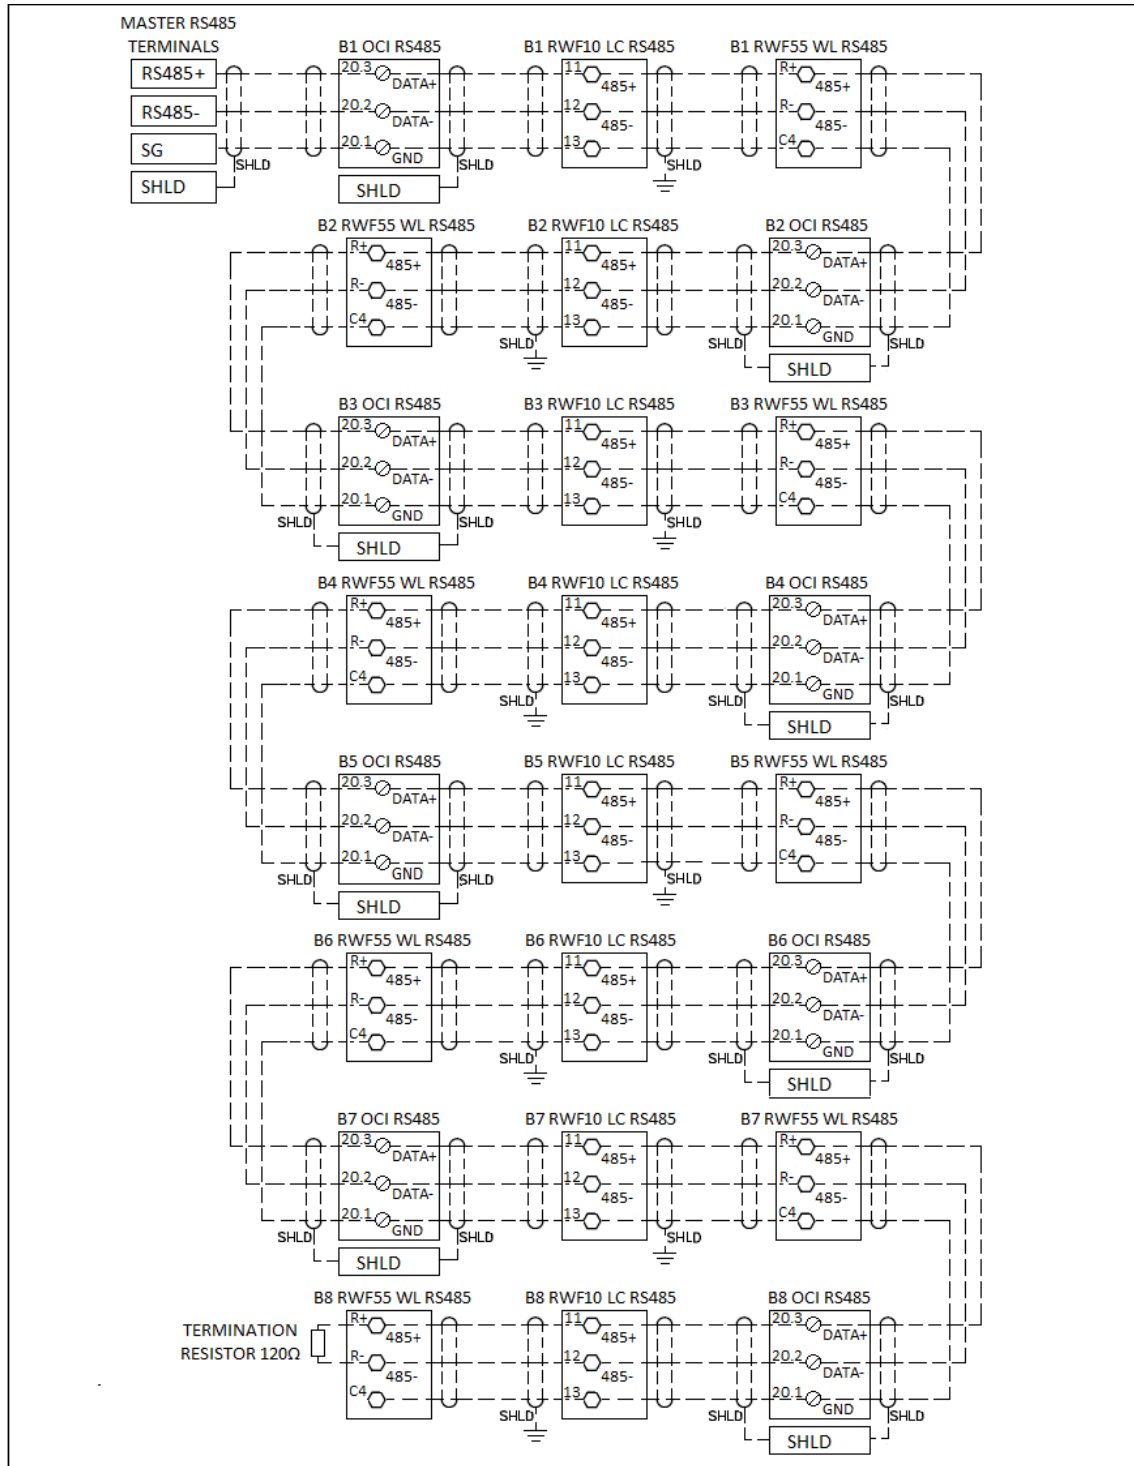 MASTER RS485
TERMINALS
B1 OCI RS485
B1 RWF10 LC RS485
B1 RWF55 WL RS485
RS485+
RS485-
SG
SHLD
SHLD
20.3
DATA+
20.2
DATA-
20.1
GND
SHLD
SHLD
11
485+
12
485-
13
SHLD
R+
485+
R-
485-
C4
B2 RWF55 WL RS485
B2 RWF10 LC RS485
B2 OCI RS485
R+
485+
R-
485-
C4
11
485+
12
485-
13
SHLD
20.3
DATA+
20.2
DATA-
20.1
GND
SHLD
SHLD
SHLD
B3 OCI RS485
B3 RWF10 LC RS485
B3 RWF55 WL RS485
20.3
DATA+
20.2
DATA-
20.1
GND
SHLD
SHLD
SHLD
11
485+
12
485-
13
SHLD
R+
485+
R-
485-
C4
B4 RWF55 WL RS485
B4 RWF10 LC RS485
B4 OCI RS485
R+
485+
R-
485-
C4
11
485+
12
485-
13
SHLD
20.3
DATA+
20.2
DATA-
20.1
GND
SHLD
SHLD
SHLD
B5 OCI RS485
B5 RWF10 LC RS485
B5 RWF55 WL RS485
20.3
DATA+
20.2
DATA-
20.1
GND
SHLD
SHLD
SHLD
11
485+
12
485-
13
SHLD
R+
485+
R-
485-
C4
B6 RWF55 WL RS485
B6 RWF10 LC RS485
B6 OCI RS485
R+
485+
R-
485-
C4
11
485+
12
485-
13
SHLD
20.3
DATA+
20.2
DATA-
20.1
GND
SHLD
SHLD
SHLD
B7 OCI RS485
B7 RWF10 LC RS485
B7 RWF55 WL RS485
20.3
DATA+
20.2
DATA-
20.1
GND
SHLD
SHLD
SHLD
11
485+
12
485-
13
SHLD
R+
485+
R-
485-
C4
B8 RWF55 WL RS485
B8 RWF10 LC RS485
B8 OCI RS485
TERMINATION
RESISTOR 120Ω
R+
485+
R-
485-
C4
11
485+
12
485-
13
SHLD
20.3
DATA+
20.2
DATA-
20.1
GND
SHLD
SHLD
SHLD